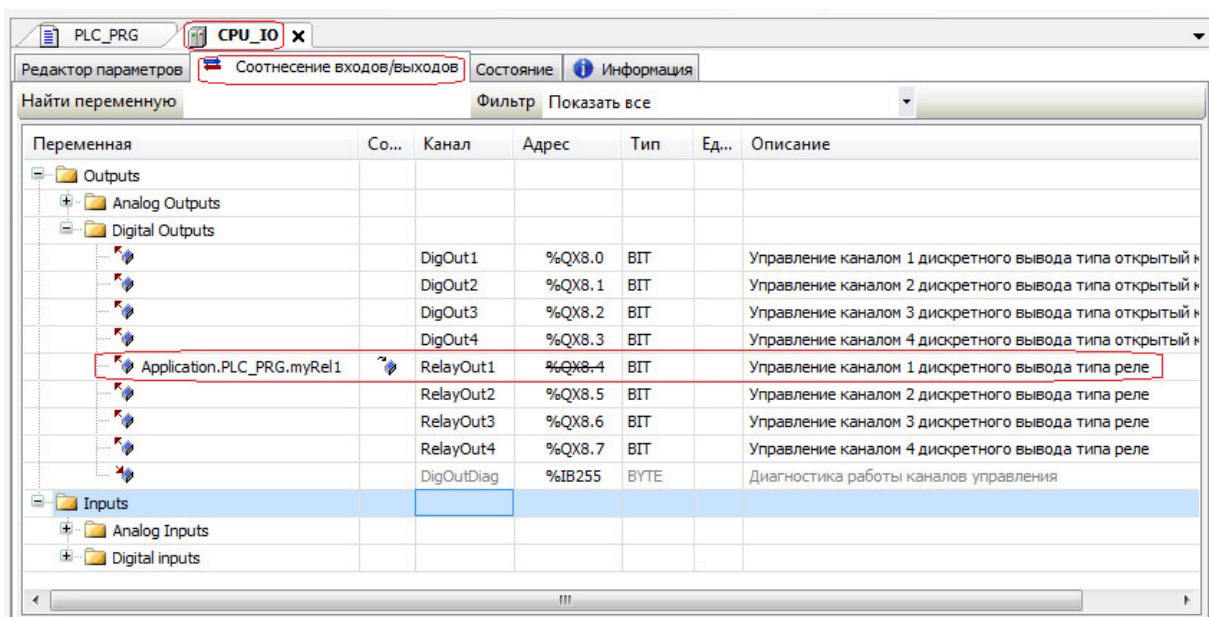 PLC_PRG CPU_IO
Редактор параметров Соотнесение входов/выходов Состояние Информация
Найти переменную Фильтр Показать все
Переменная Со... Канал Адрес Тип Ед... Описание
Outputs
Analog Outputs
Digital Outputs
DigOut1 %QX8.0 BIT Управление каналом 1 дискретного вывода типа открытый к
DigOut2 %QX8.1 BIT Управление каналом 2 дискретного вывода типа открытый к
DigOut3 %QX8.2 BIT Управление каналом 3 дискретного вывода типа открытый к
DigOut4 %QX8.3 BIT Управление каналом 4 дискретного вывода типа открытый к
Application.PLC_PRG.myRel1 RelayOut1 %QX8.4 BIT Управление каналом 1 дискретного вывода типа реле
RelayOut2 %QX8.5 BIT Управление каналом 2 дискретного вывода типа реле
RelayOut3 %QX8.6 BIT Управление каналом 3 дискретного вывода типа реле
RelayOut4 %QX8.7 BIT Управление каналом 4 дискретного вывода типа реле
DigOutDiag %IB255 BYTE Диагностика работы каналов управления
Inputs
Analog Inputs
Digital inputs